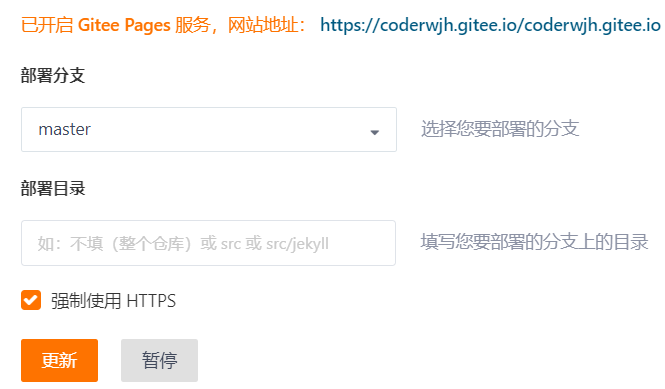 已开启 Gitee Pages 服务，网站地址： https://coderwjh.gitee.io/coderwjh.gitee.io
部署分支
master 选择您要部署的分支
部署目录
如：不填（整个仓库）或 src 或 src/jekyll 填写您要部署的分支上的目录
强制使用 HTTPS
更新 暂停